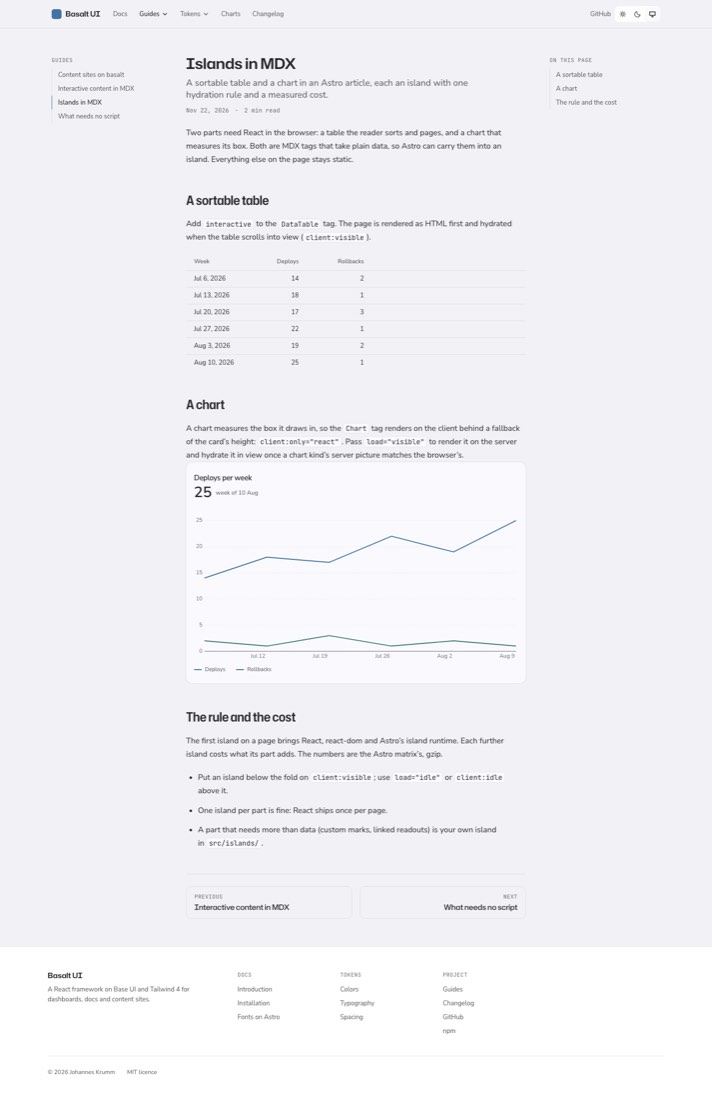 Basalt UI Docs Guides Tokens Charts Changelog GitHub
GUIDES
Content sites on basalt
Interactive content in MDX
Islands in MDX
What needs no script
Islands in MDX
A sortable table and a chart in an Astro article, each an island with one
hydration rule and a measured cost.
Nov 22, 2026 · 2 min read
Two parts need React in the browser: a table the reader sorts and pages, and a chart that
measures its box. Both are MDX tags that take plain data, so Astro can carry them into an
island. Everything else on the page stays static.
ON THIS PAGE
A sortable table
A chart
The rule and the cost
A sortable table
Add interactive to the DataTable tag. The page is rendered as HTML first and hydrated
when the table scrolls into view ( client:visible ).
Week Deploys Rollbacks
Jul 6, 2026 14 2
Jul 13, 2026 18 1
Jul 20, 2026 17 3
Jul 27, 2026 22 1
Aug 3, 2026 19 2
Aug 10, 2026 25 1
A chart
A chart measures the box it draws in, so the Chart tag renders on the client behind a fallback
of the card's height: client:only="react" . Pass load="visible" to render it on the server
and hydrate it in view once a chart kind's server picture matches the browser's.
Deploys per week
25 week of 10 Aug
25
20
15
10
5
0
Jul 12 Jul 19 Jul 26 Aug 2 Aug 9
Deploys Rollbacks
The rule and the cost
The first island on a page brings React, react-dom and Astro's island runtime. Each further
island costs what its part adds. The numbers are the Astro matrix's, gzip.
• Put an island below the fold on client:visible ; use load="idle" or client:idle
above it.
• One island per part is fine: React ships once per page.
• A part that needs more than data (custom marks, linked readouts) is your own island
in src/islands/ .
PREVIOUS
Interactive content in MDX
NEXT
What needs no script
Basalt UI
A React framework on Base UI and Tailwind 4 for
dashboards, docs and content sites.
DOCS
Introduction
Installation
Fonts on Astro
TOKENS
Colors
Typography
Spacing
PROJECT
Guides
Changelog
GitHub
npm
© 2026 Johannes Krumm MIT licence